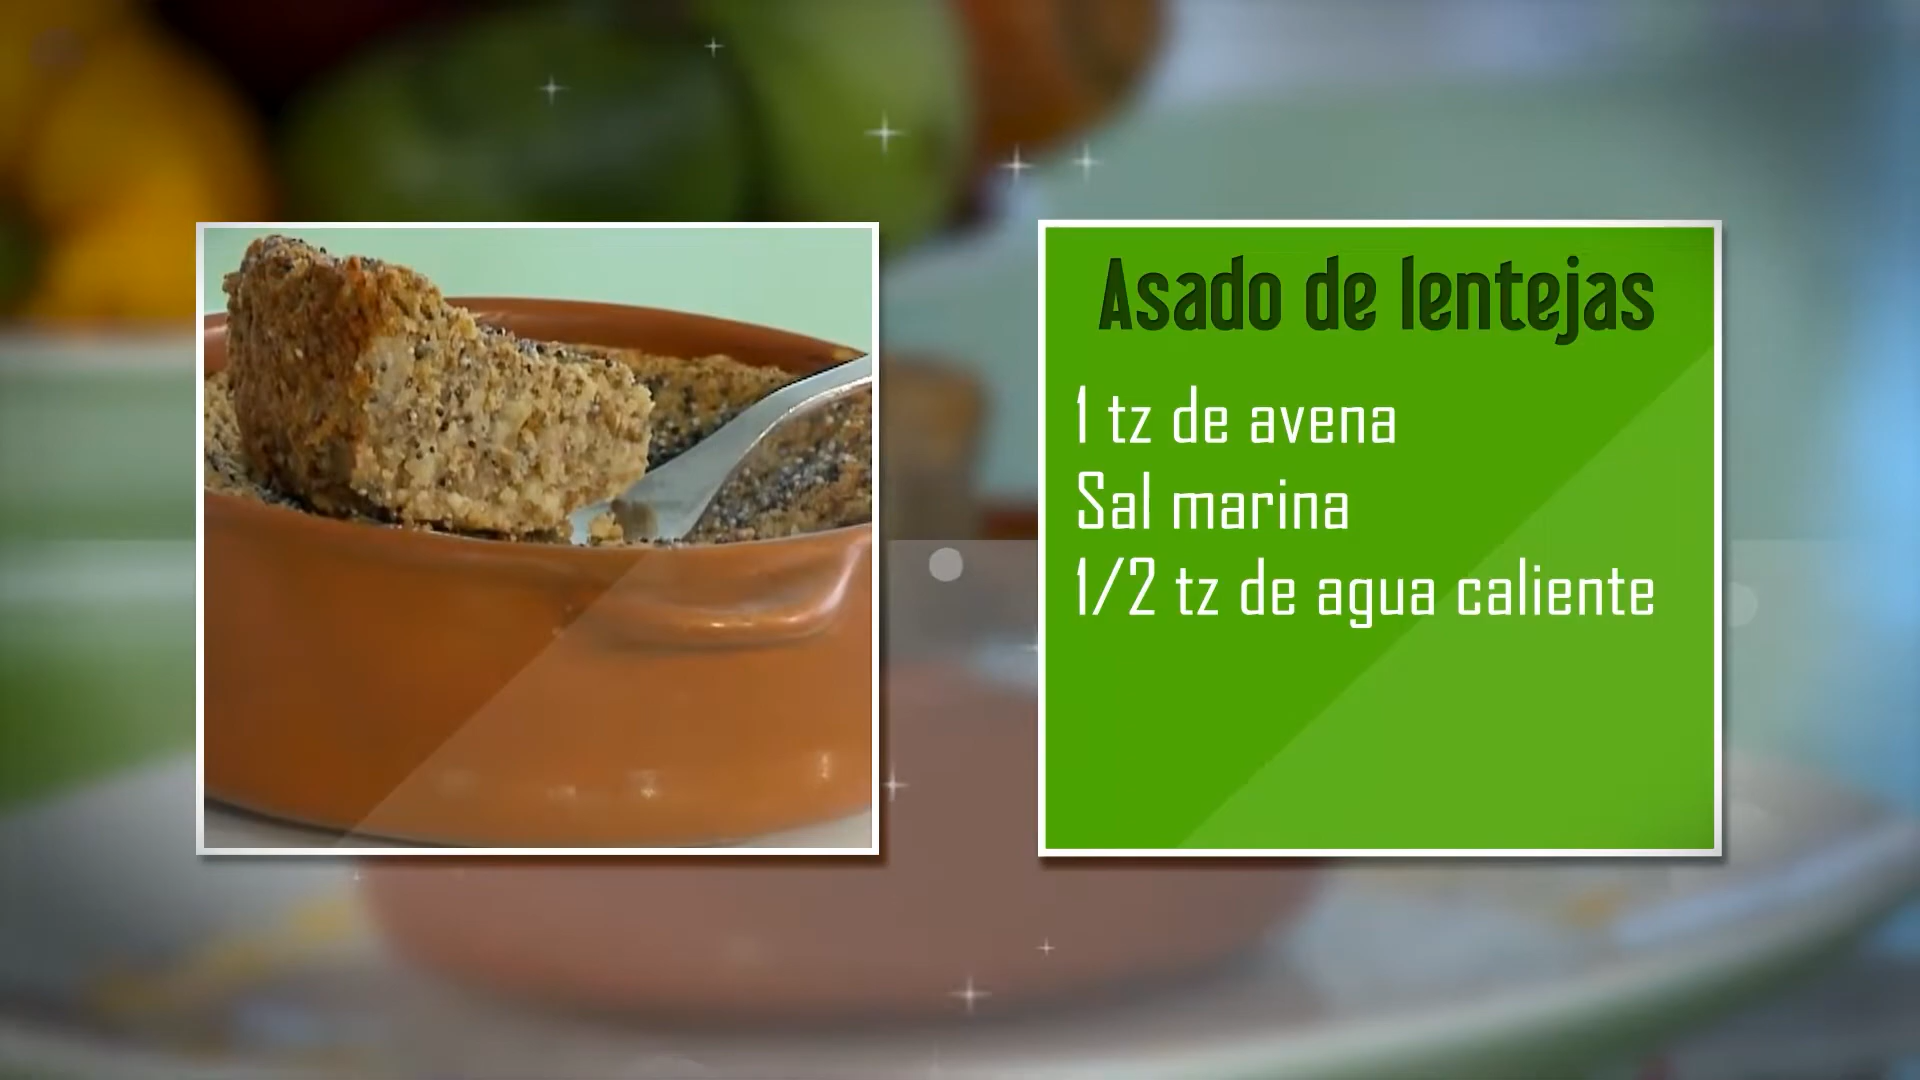 Asado de lentejas
1 tz de avena
Sal marina
1/2 tz de agua caliente